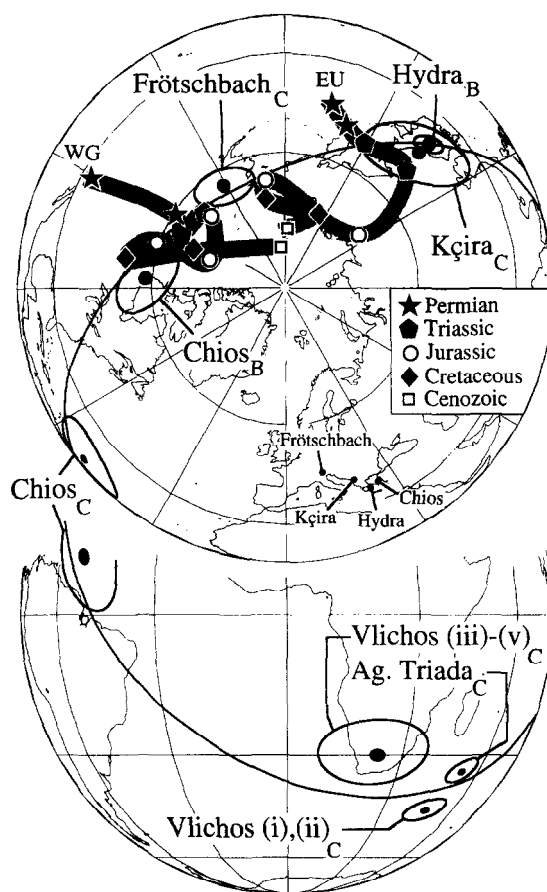 Frötschbach C
EU
Hydra B
WG
Kçira C
★ Permian
⬟ Triassic
○ Jurassic
◆ Cretaceous
□ Cenozoic
Chios B
Frötschbach
Kçira
Hydra
Chios
Chios C
Vlichos (iii)-(v) C
Ag. Triada C
Vlichos (i),(ii) C